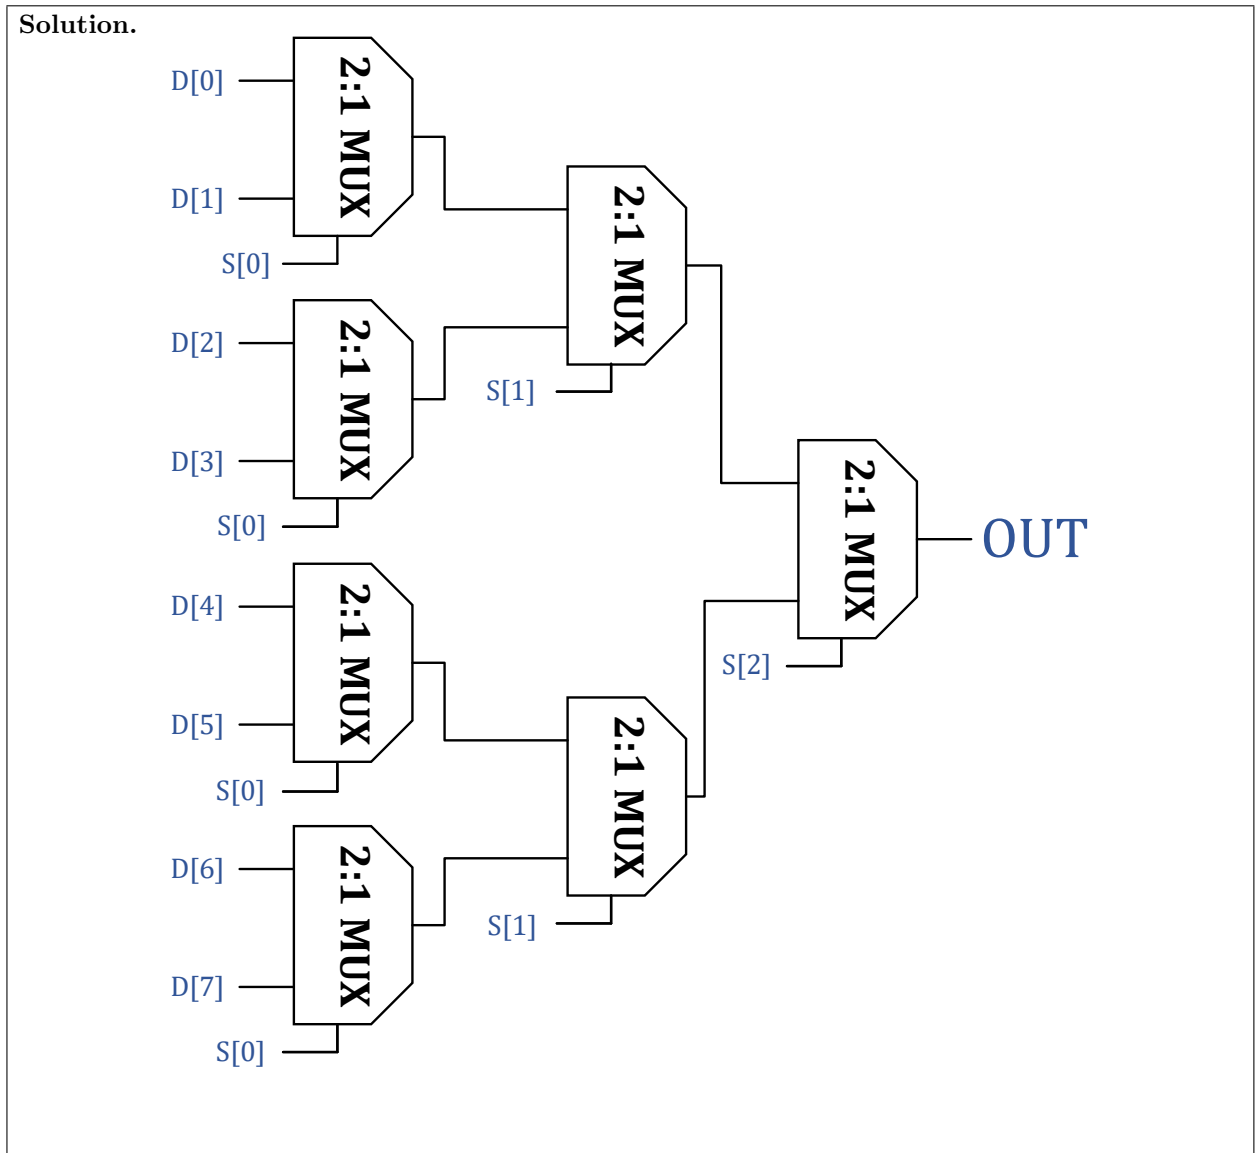 Solution.
D[0]
2:1 MUX
D[1]
S[0]
2:1 MUX
D[2]
2:1 MUX
D[3]
S[1]
S[0]
2:1 MUX
OUT
D[4]
2:1 MUX
D[5]
S[2]
S[0]
2:1 MUX
D[6]
2:1 MUX
D[7]
S[1]
S[0]